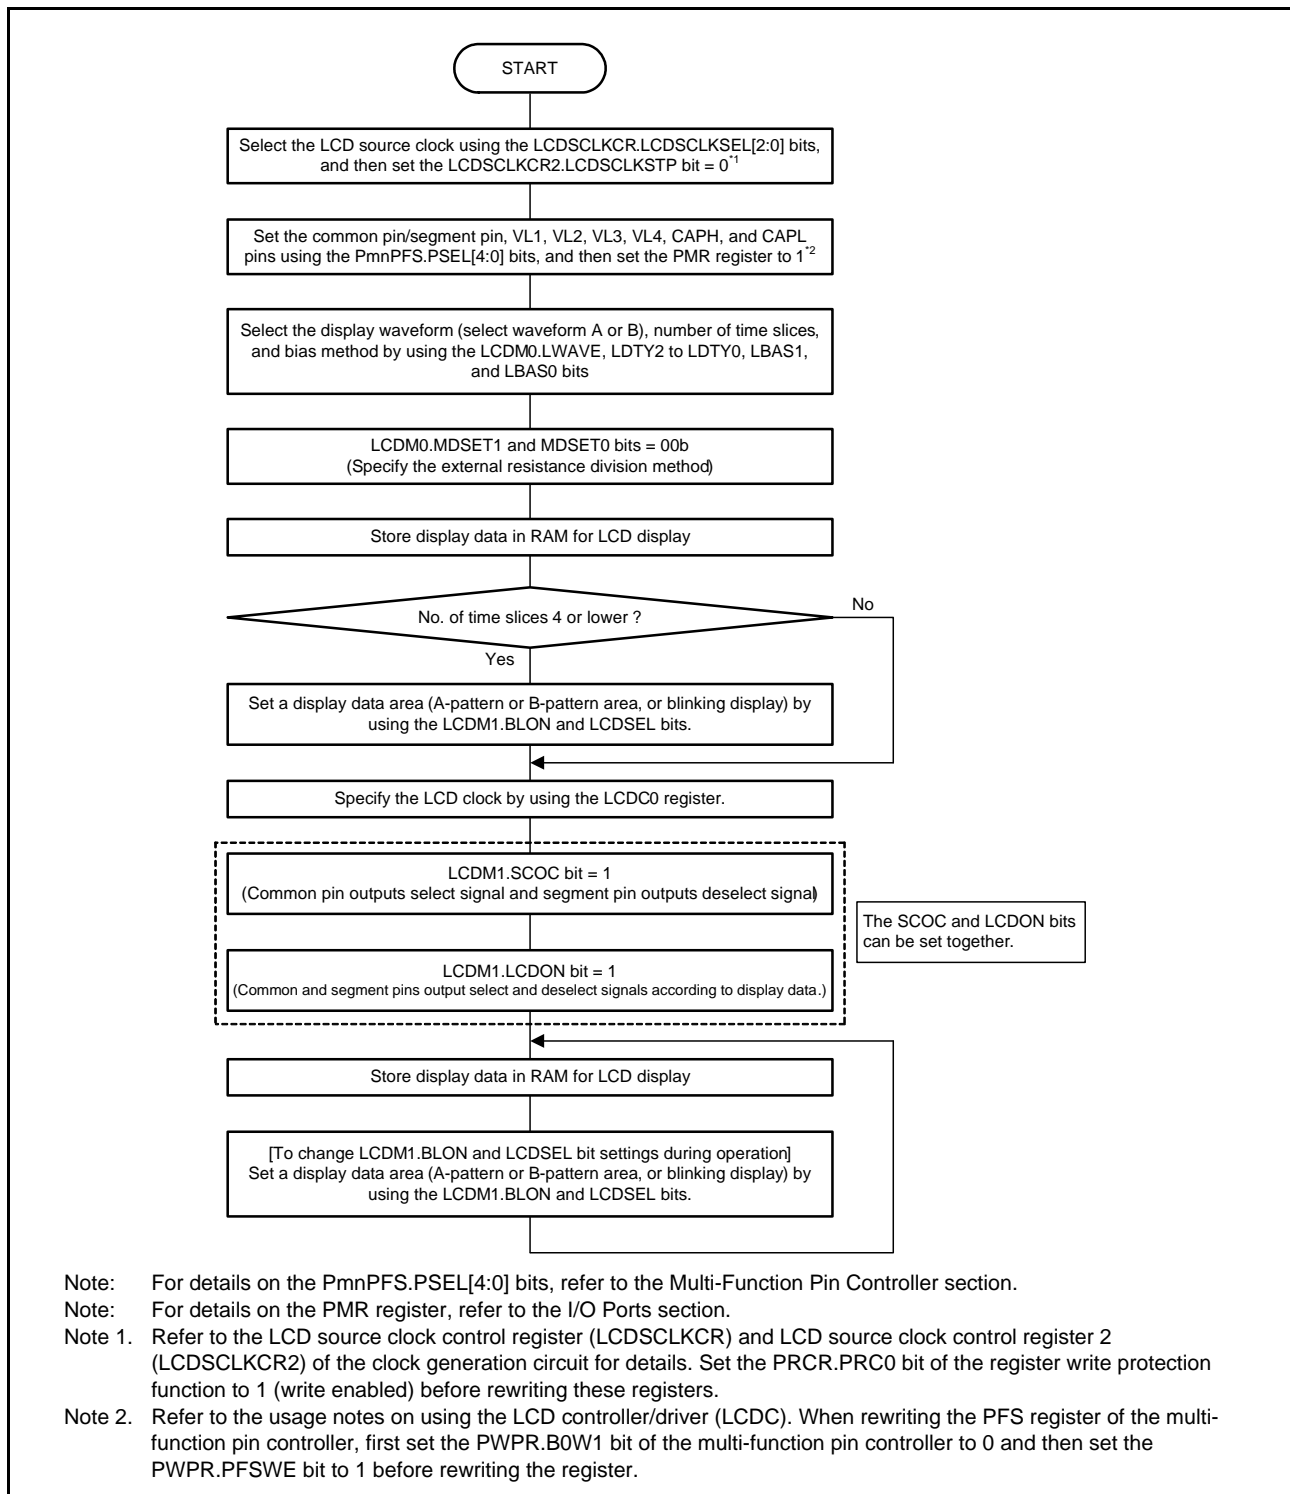 START
Select the LCD source clock using the LCDSCLKCR.LCDSCLKSEL[2:0] bits,
and then set the LCDSCLKCR2.LCDSCLKSTP bit = 0*1
Set the common pin/segment pin, VL1, VL2, VL3, VL4, CAPH, and CAPL
pins using the PmnPFS.PSEL[4:0] bits, and then set the PMR register to 1*2
Select the display waveform (select waveform A or B), number of time slices,
and bias method by using the LCDM0.LWAVE, LDTY2 to LDTY0, LBAS1,
and LBAS0 bits
LCDM0.MDSET1 and MDSET0 bits = 00b
(Specify the external resistance division method)
Store display data in RAM for LCD display
No. of time slices 4 or lower ?
No
Yes
Set a display data area (A-pattern or B-pattern area, or blinking display) by
using the LCDM1.BLON and LCDSEL bits.
Specify the LCD clock by using the LCDC0 register.
LCDM1.SCOC bit = 1
(Common pin outputs select signal and segment pin outputs deselect signal)
The SCOC and LCDON bits
can be set together.
LCDM1.LCDON bit = 1
(Common and segment pins output select and deselect signals according to display data.)
Store display data in RAM for LCD display
[To change LCDM1.BLON and LCDSEL bit settings during operation]
Set a display data area (A-pattern or B-pattern area, or blinking display) by
using the LCDM1.BLON and LCDSEL bits.
Note: For details on the PmnPFS.PSEL[4:0] bits, refer to the Multi-Function Pin Controller section.
Note: For details on the PMR register, refer to the I/O Ports section.
Note 1. Refer to the LCD source clock control register (LCDSCLKCR) and LCD source clock control register 2
(LCDSCLKCR2) of the clock generation circuit for details. Set the PRCR.PRC0 bit of the register write protection
function to 1 (write enabled) before rewriting these registers.
Note 2. Refer to the usage notes on using the LCD controller/driver (LCDC). When rewriting the PFS register of the multi-
function pin controller, first set the PWPR.B0W1 bit of the multi-function pin controller to 0 and then set the
PWPR.PFSWE bit to 1 before rewriting the register.